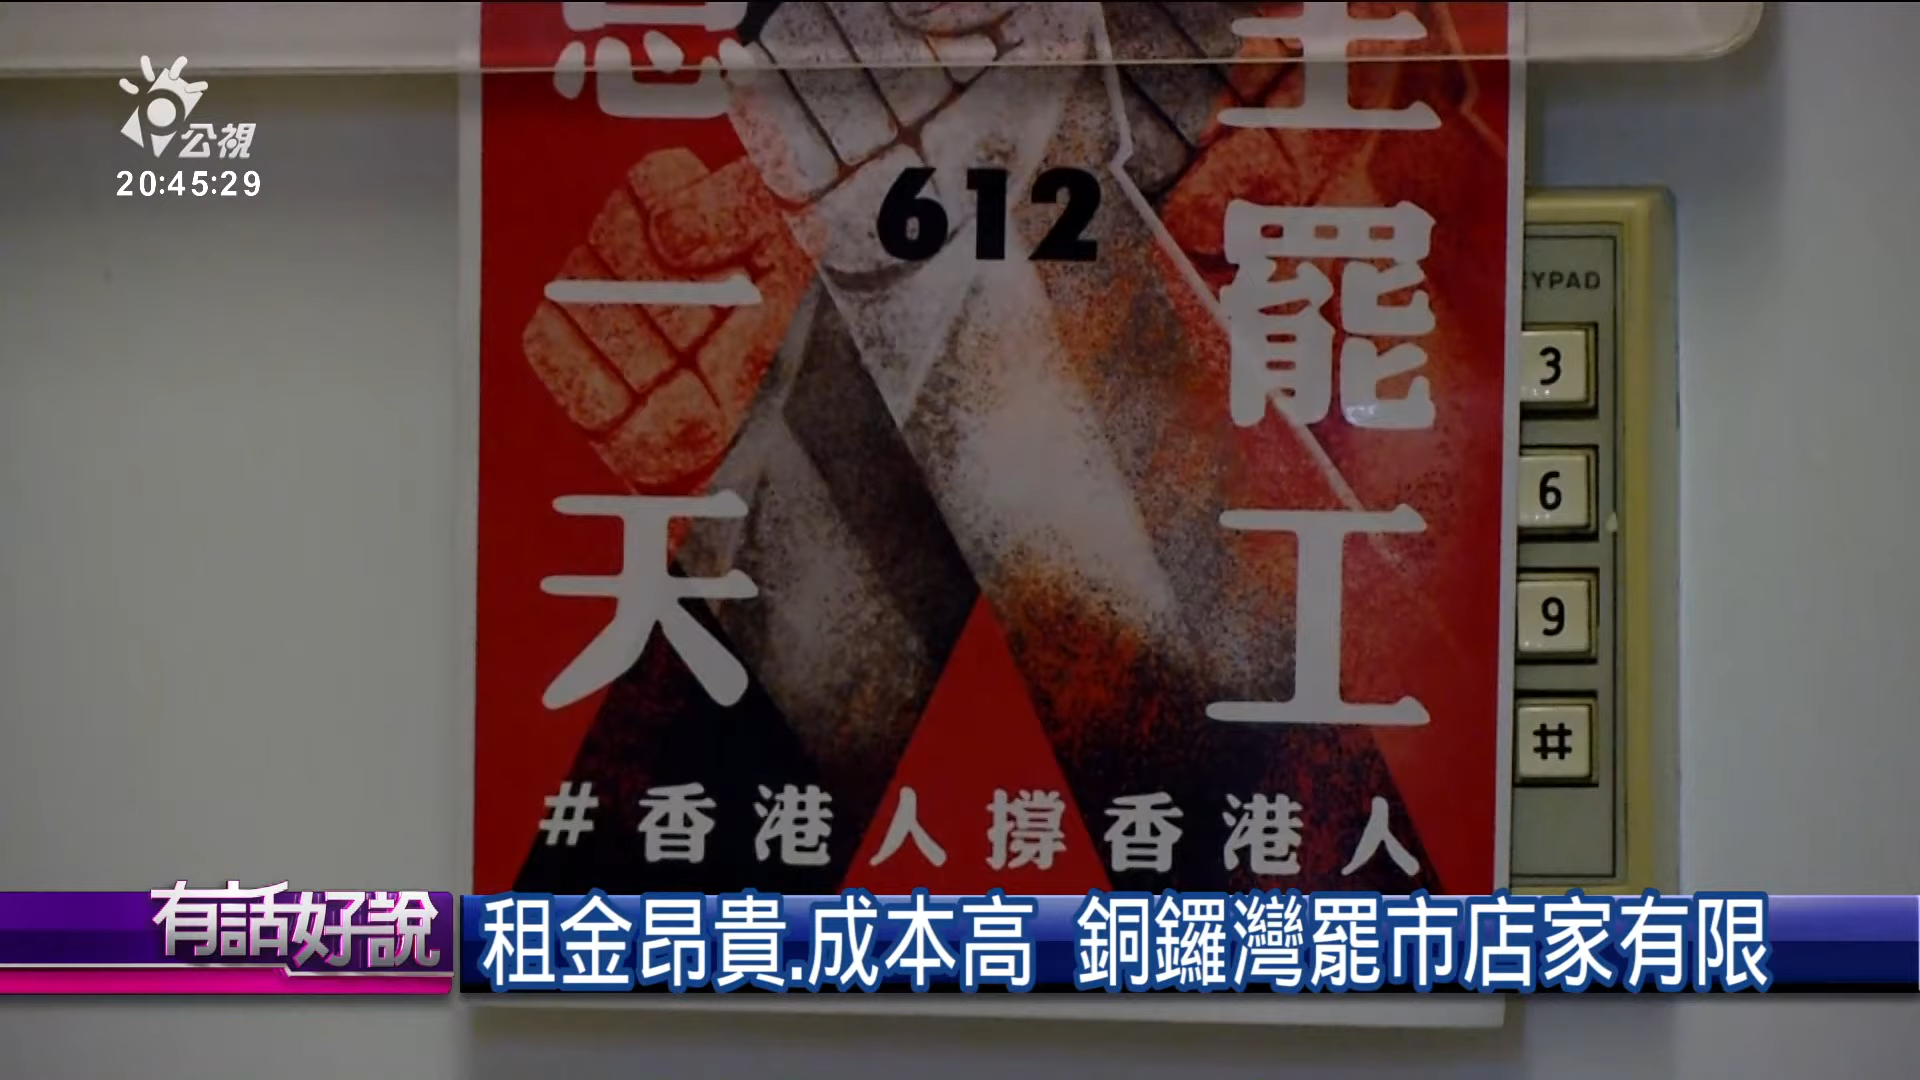 公視
20:45:29
612
罷工
一天
#香港人撐香港人
YPAD
3
6
9
#
有話好說
租金昂貴.成本高 銅鑼灣罷市店家有限